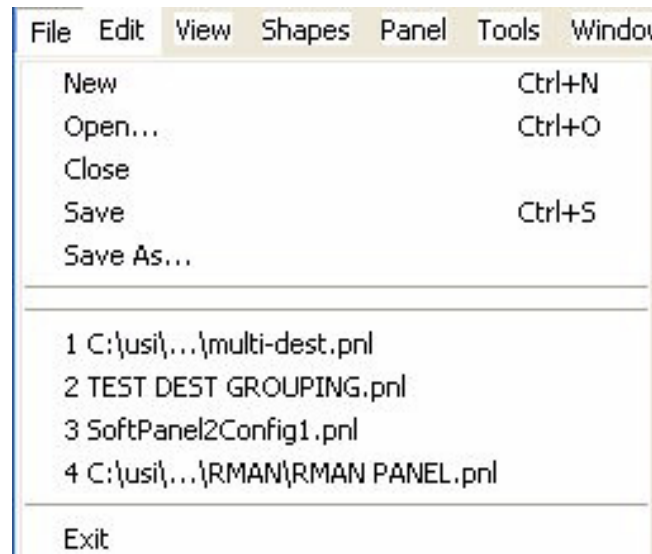 File Edit View Shapes Panel Tools Window
New Ctrl+N
Open... Ctrl+O
Close
Save Ctrl+S
Save As...
1 C:\usi\...\multi-dest.pnl
2 TEST DEST GROUPING.pnl
3 SoftPanel2Config1.pnl
4 C:\usi\...\RMAN\RMAN PANEL.pnl
Exit